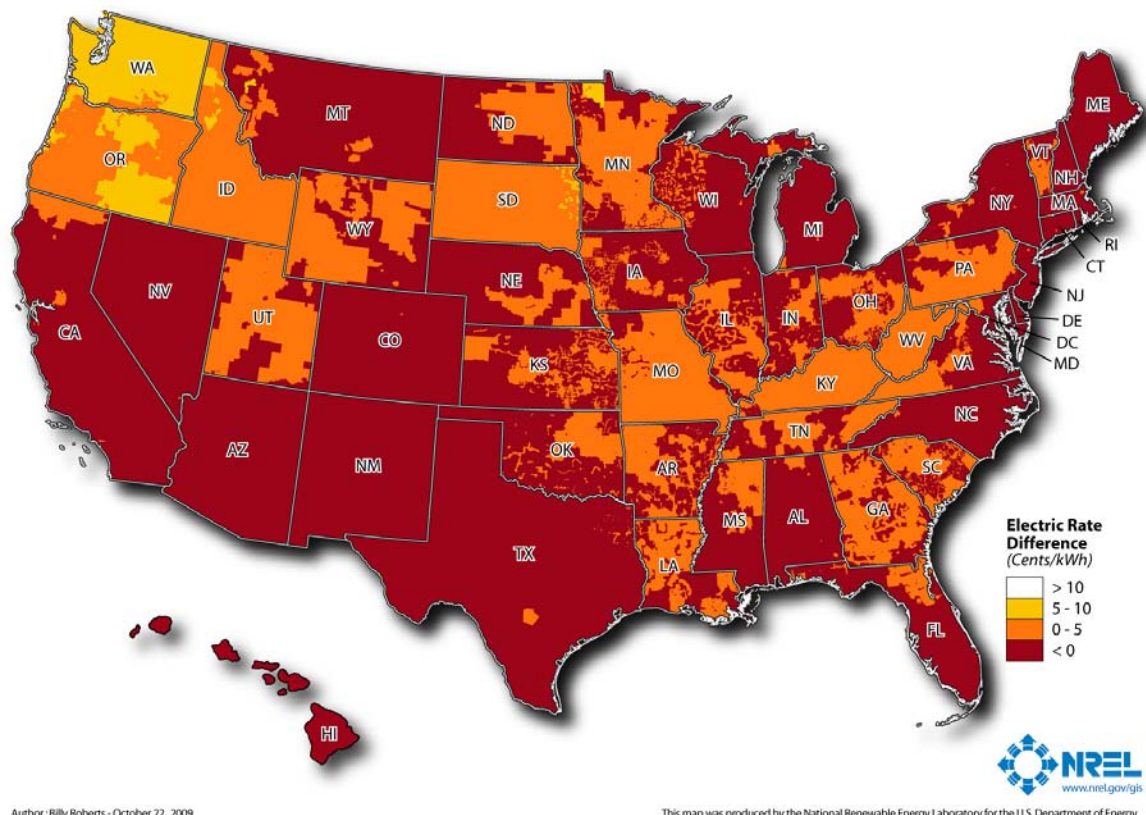 WA
MT
ND
MN
ME
OR
ID
SD
WI
VT
NH
NY
MA
WY
MI
RI
CT
NE
IA
PA
NJ
NV
UT
CO
IL
IN
OH
DE
DC
MD
CA
KS
MO
WV
VA
KY
AZ
NM
OK
AR
TN
NC
SC
TX
MS
AL
GA
LA
FL
HI
Electric Rate
Difference
(Cents/kWh)
> 10
5 - 10
0 - 5
< 0
NREL
www.nrel.gov/gis
Author : Billy Roberts - October 22, 2009
This map was produced by the National Renewable Energy Laboratory for the U.S. Department of Energy.